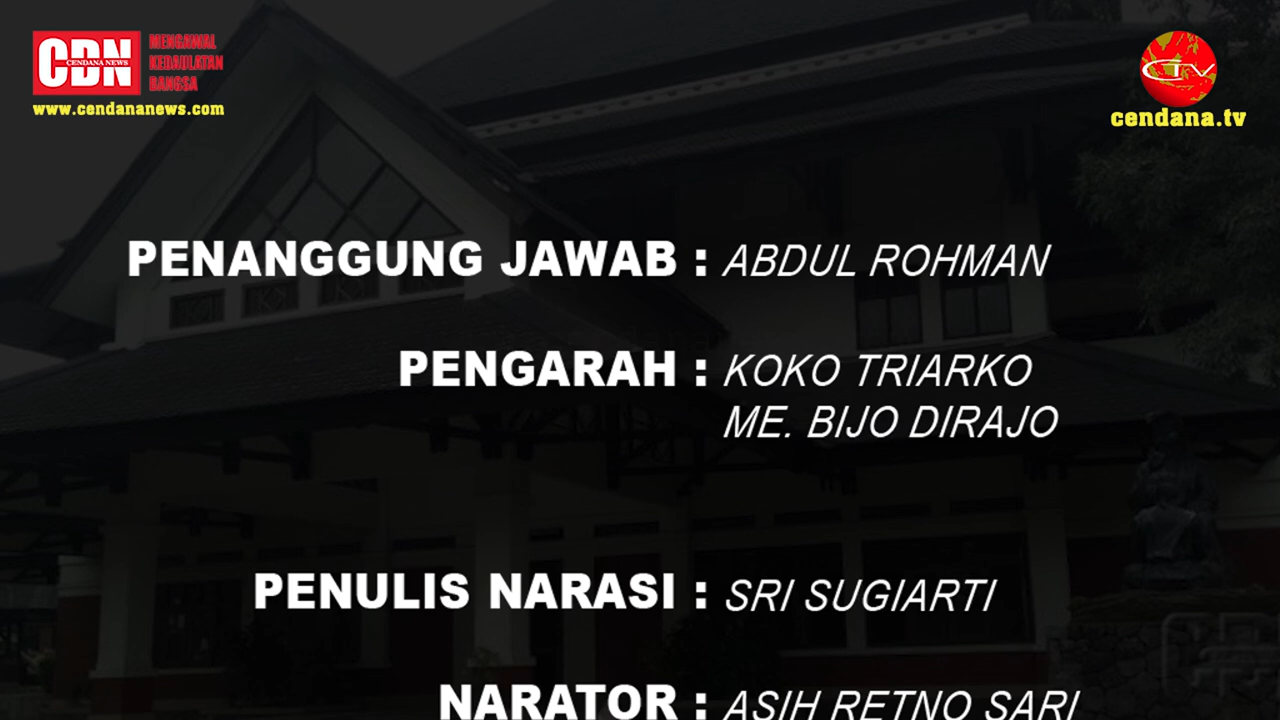 CDN
CENDANA NEWS
MENGAWAL
KEDAULATAN
BANGSA
www.cendananews.com
CTV
cendana.tv
PENANGGUNG JAWAB : ABDUL ROHMAN
PENGARAH : KOKO TRIARKO
ME. BIJO DIRAJO
PENULIS NARASI : SRI SUGIARTI
NARATOR : ASIH RETNO SARI